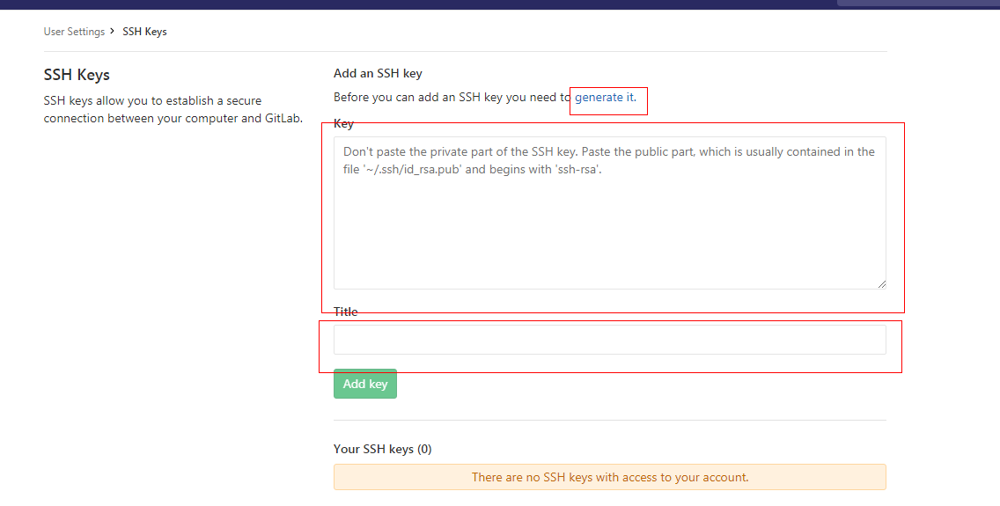 User Settings > SSH Keys
SSH Keys
SSH keys allow you to establish a secure
connection between your computer and GitLab.
Add an SSH key
Before you can add an SSH key you need to generate it.
Key
Don't paste the private part of the SSH key. Paste the public part, which is usually contained in the
file '~/.ssh/id_rsa.pub' and begins with 'ssh-rsa'.
Title
Add key
Your SSH keys (0)
There are no SSH keys with access to your account.